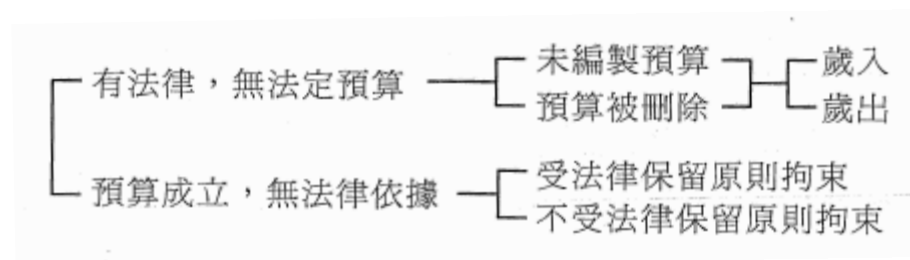 有法律，無法定預算
未編製預算
預算被刪除
歲入
歲出
預算成立，無法律依據
受法律保留原則拘束
不受法律保留原則拘束